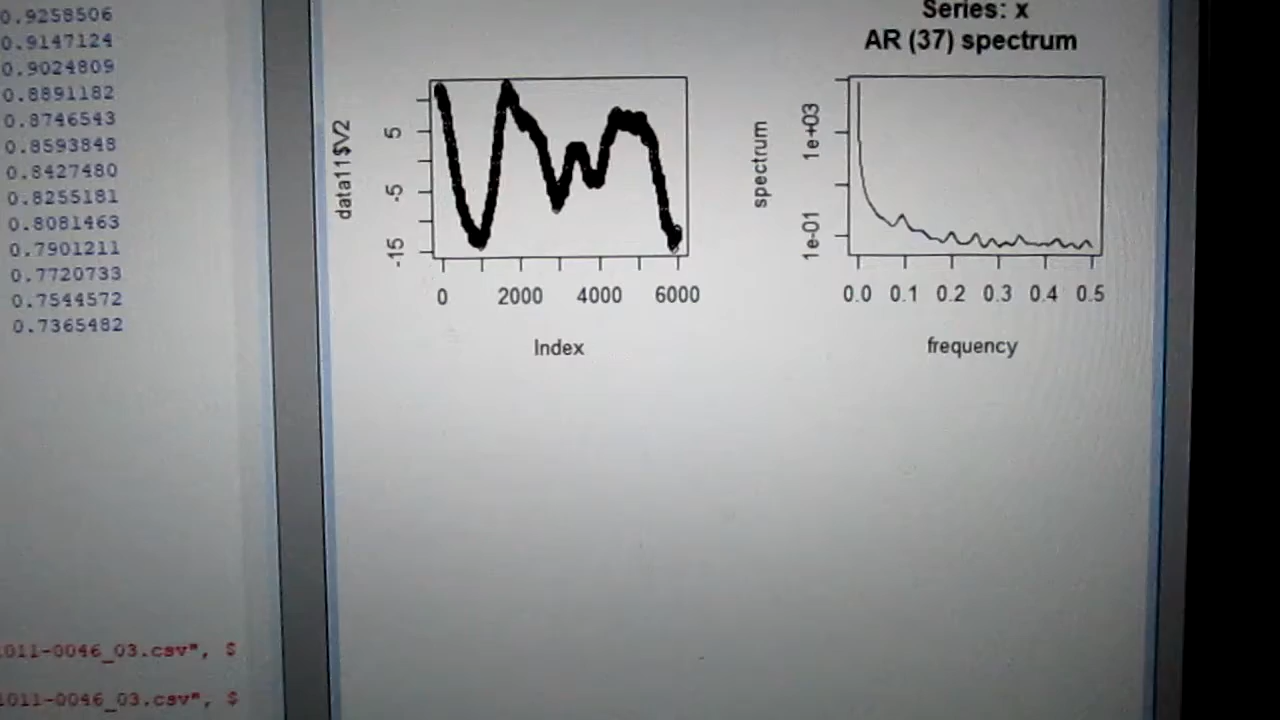 0.9258506
0.9147124
0.9024809
0.8891182
0.8746543
0.8593848
0.8427480
0.8255181
0.8081463
0.7901211
0.7720733
0.7544572
0.7365482
011-0046_03.csv", $
1011-0046_03.csv", $
data11$V2
5
-5
-15
0 2000 4000 6000
Index
Series: x
AR (37) spectrum
spectrum
1e+03
1e-01
0.0 0.1 0.2 0.3 0.4 0.5
frequency